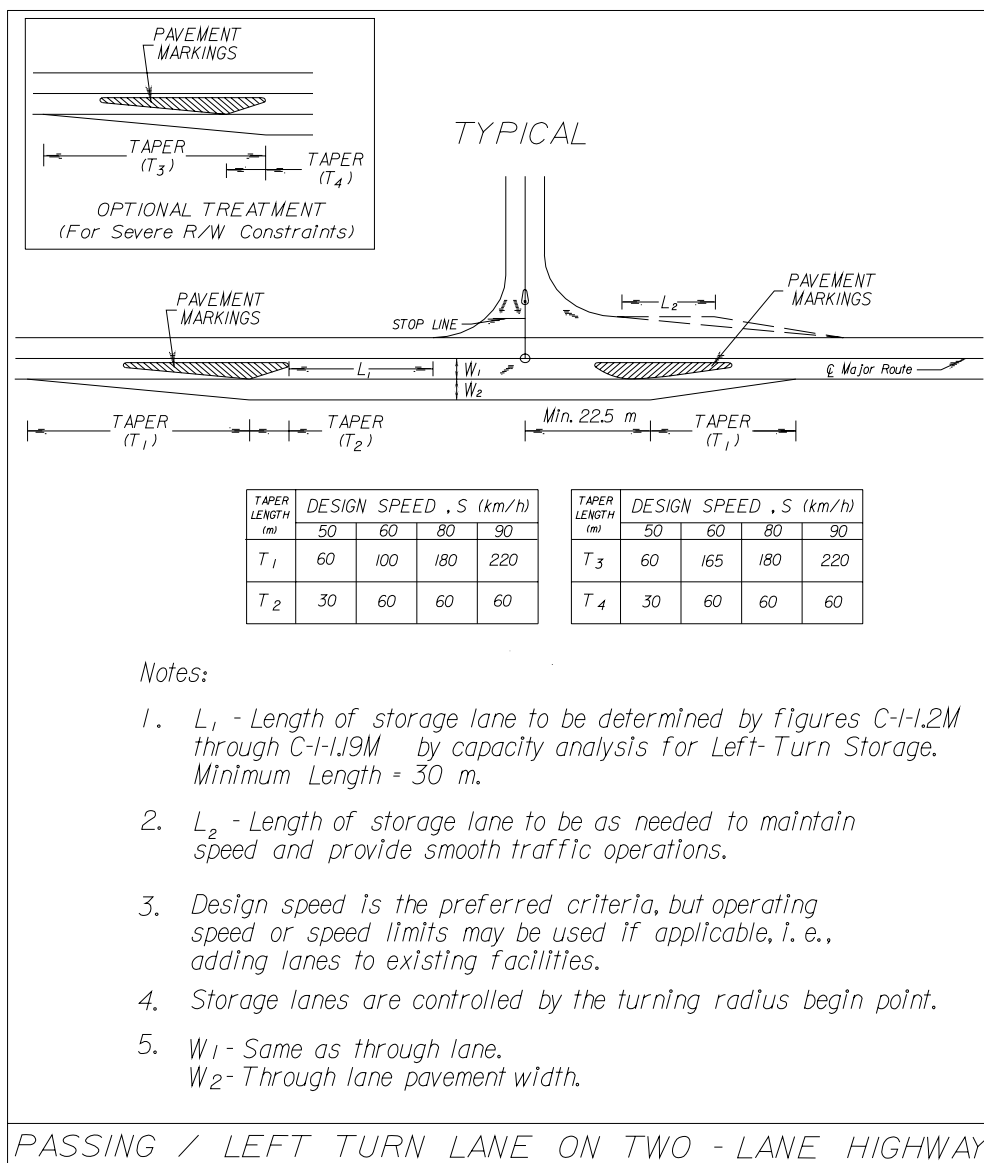 PAVEMENT
MARKINGS
TAPER
(T3)
TAPER
(T4)
OPTIONAL TREATMENT
(For Severe R/W Constraints)
TYPICAL
PAVEMENT
MARKINGS
STOP LINE
L2
PAVEMENT
MARKINGS
L1
W1
W2
℄ Major Route
TAPER
(T1)
TAPER
(T2)
Min. 22.5 m
TAPER
(T1)
TAPER LENGTH (m) DESIGN SPEED , S (km/h)
50 60 80 90
T1 60 100 180 220
T2 30 60 60 60
TAPER LENGTH (m) DESIGN SPEED , S (km/h)
50 60 80 90
T3 60 165 180 220
T4 30 60 60 60
Notes:
1. L1 - Length of storage lane to be determined by figures C-1-1.2M
through C-1-1.19M by capacity analysis for Left-Turn Storage.
Minimum Length = 30 m.
2. L2 - Length of storage lane to be as needed to maintain
speed and provide smooth traffic operations.
3. Design speed is the preferred criteria, but operating
speed or speed limits may be used if applicable, i. e.,
adding lanes to existing facilities.
4. Storage lanes are controlled by the turning radius begin point.
5. W1 - Same as through lane.
W2 - Through lane pavement width.
PASSING / LEFT TURN LANE ON TWO - LANE HIGHWAY